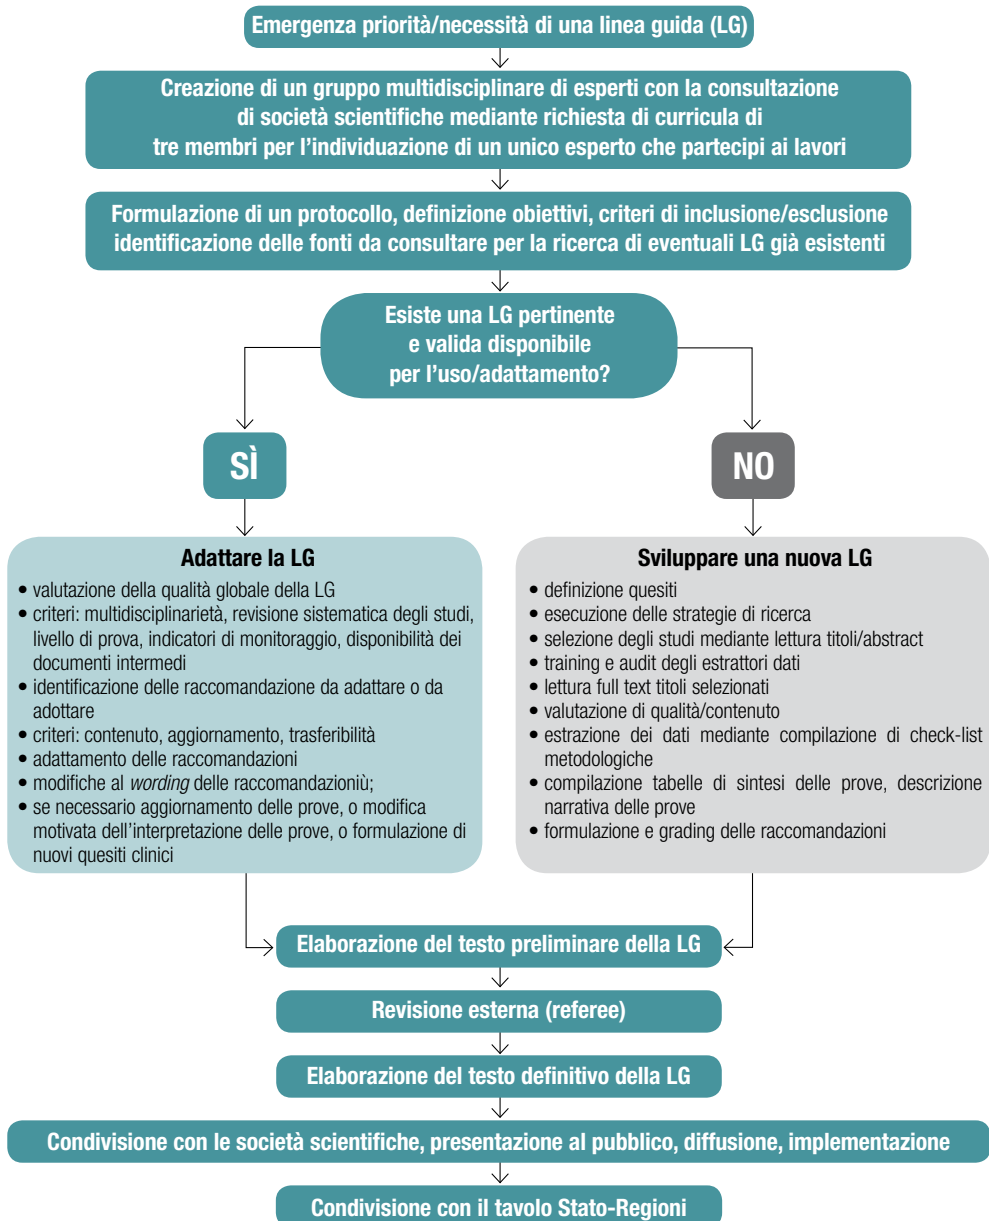 Emergenza priorità/necessità di una linea guida (LG)
Creazione di un gruppo multidisciplinare di esperti con la consultazione
di società scientifiche mediante richiesta di curricula di
tre membri per l'individuazione di un unico esperto che partecipi ai lavori
Formulazione di un protocollo, definizione obiettivi, criteri di inclusione/esclusione
identificazione delle fonti da consultare per la ricerca di eventuali LG già esistenti
Esiste una LG pertinente
e valida disponibile
per l'uso/adattamento?
SÌ
NO
Adattare la LG
• valutazione della qualità globale della LG
• criteri: multidisciplinarietà, revisione sistematica degli studi,
livello di prova, indicatori di monitoraggio, disponibilità dei
documenti intermedi
• identificazione delle raccomandazione da adattare o da
adottare
• criteri: contenuto, aggiornamento, trasferibilità
• adattamento delle raccomandazioni
• modifiche al wording delle raccomandazioniù;
• se necessario aggiornamento delle prove, o modifica
motivata dell'interpretazione delle prove, o formulazione di
nuovi quesiti clinici
Sviluppare una nuova LG
• definizione quesiti
• esecuzione delle strategie di ricerca
• selezione degli studi mediante lettura titoli/abstract
• training e audit degli estrattori dati
• lettura full text titoli selezionati
• valutazione di qualità/contenuto
• estrazione dei dati mediante compilazione di check-list
metodologiche
• compilazione tabelle di sintesi delle prove, descrizione
narrativa delle prove
• formulazione e grading delle raccomandazioni
Elaborazione del testo preliminare della LG
Revisione esterna (referee)
Elaborazione del testo definitivo della LG
Condivisione con le società scientifiche, presentazione al pubblico, diffusione, implementazione
Condivisione con il tavolo Stato-Regioni